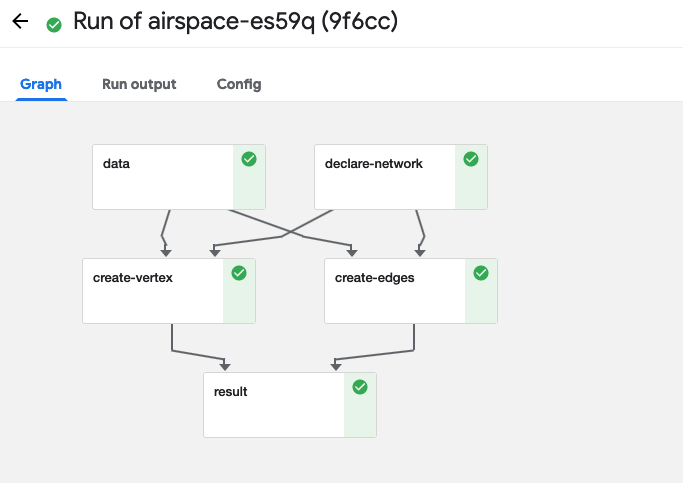 Run of airspace-es59q (9f6cc)
Graph Run output Config
data declare-network
create-vertex create-edges
result